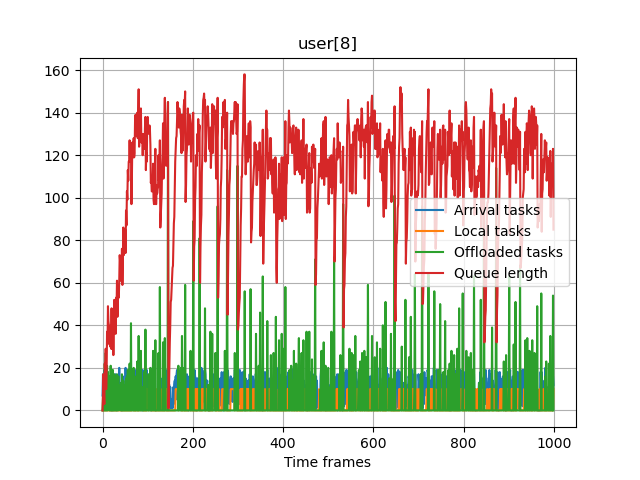 user[8]
160
140
120
100
80
60
40
20
0
Arrival tasks
Local tasks
Offloaded tasks
Queue length
0 200 400 600 800 1000
Time frames